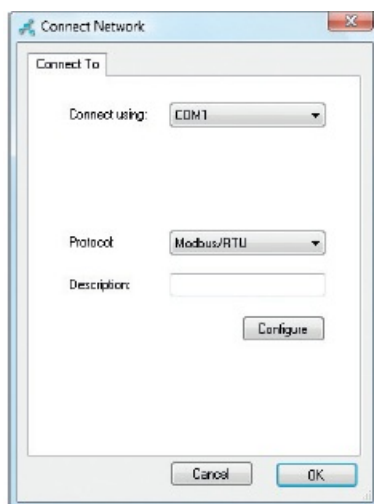 Connect Network
Connect To
Connect using: COM1
Protocol: Modbus/RTU
Description:
Configure
Cancel OK